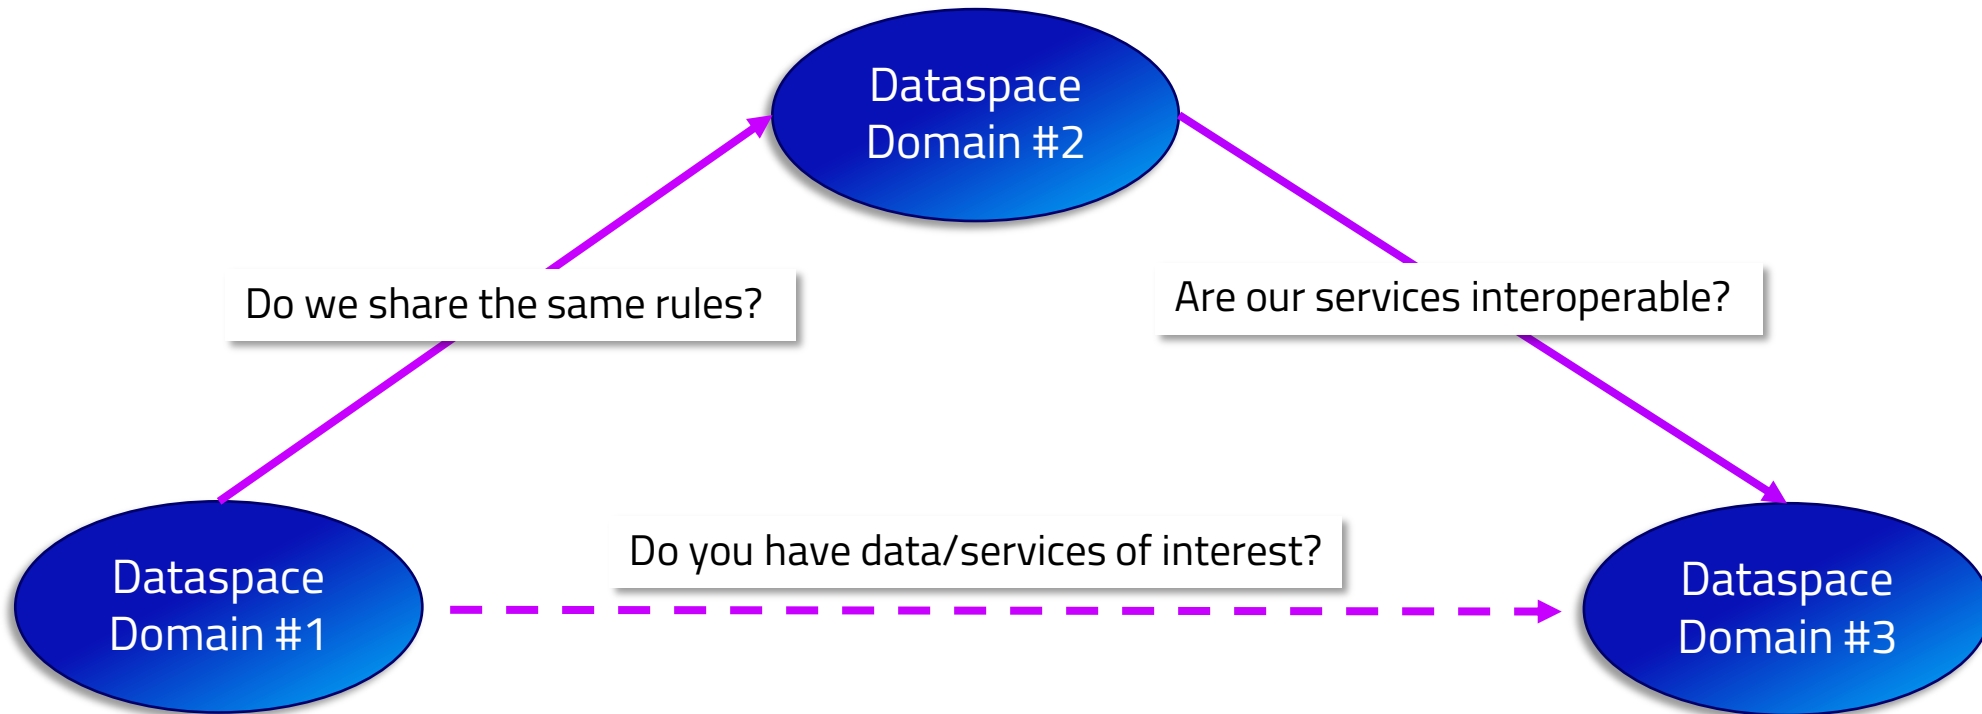 Dataspace
Domain #2
Do we share the same rules?
Are our services interoperable?
Do you have data/services of interest?
Dataspace
Domain #1
Dataspace
Domain #3